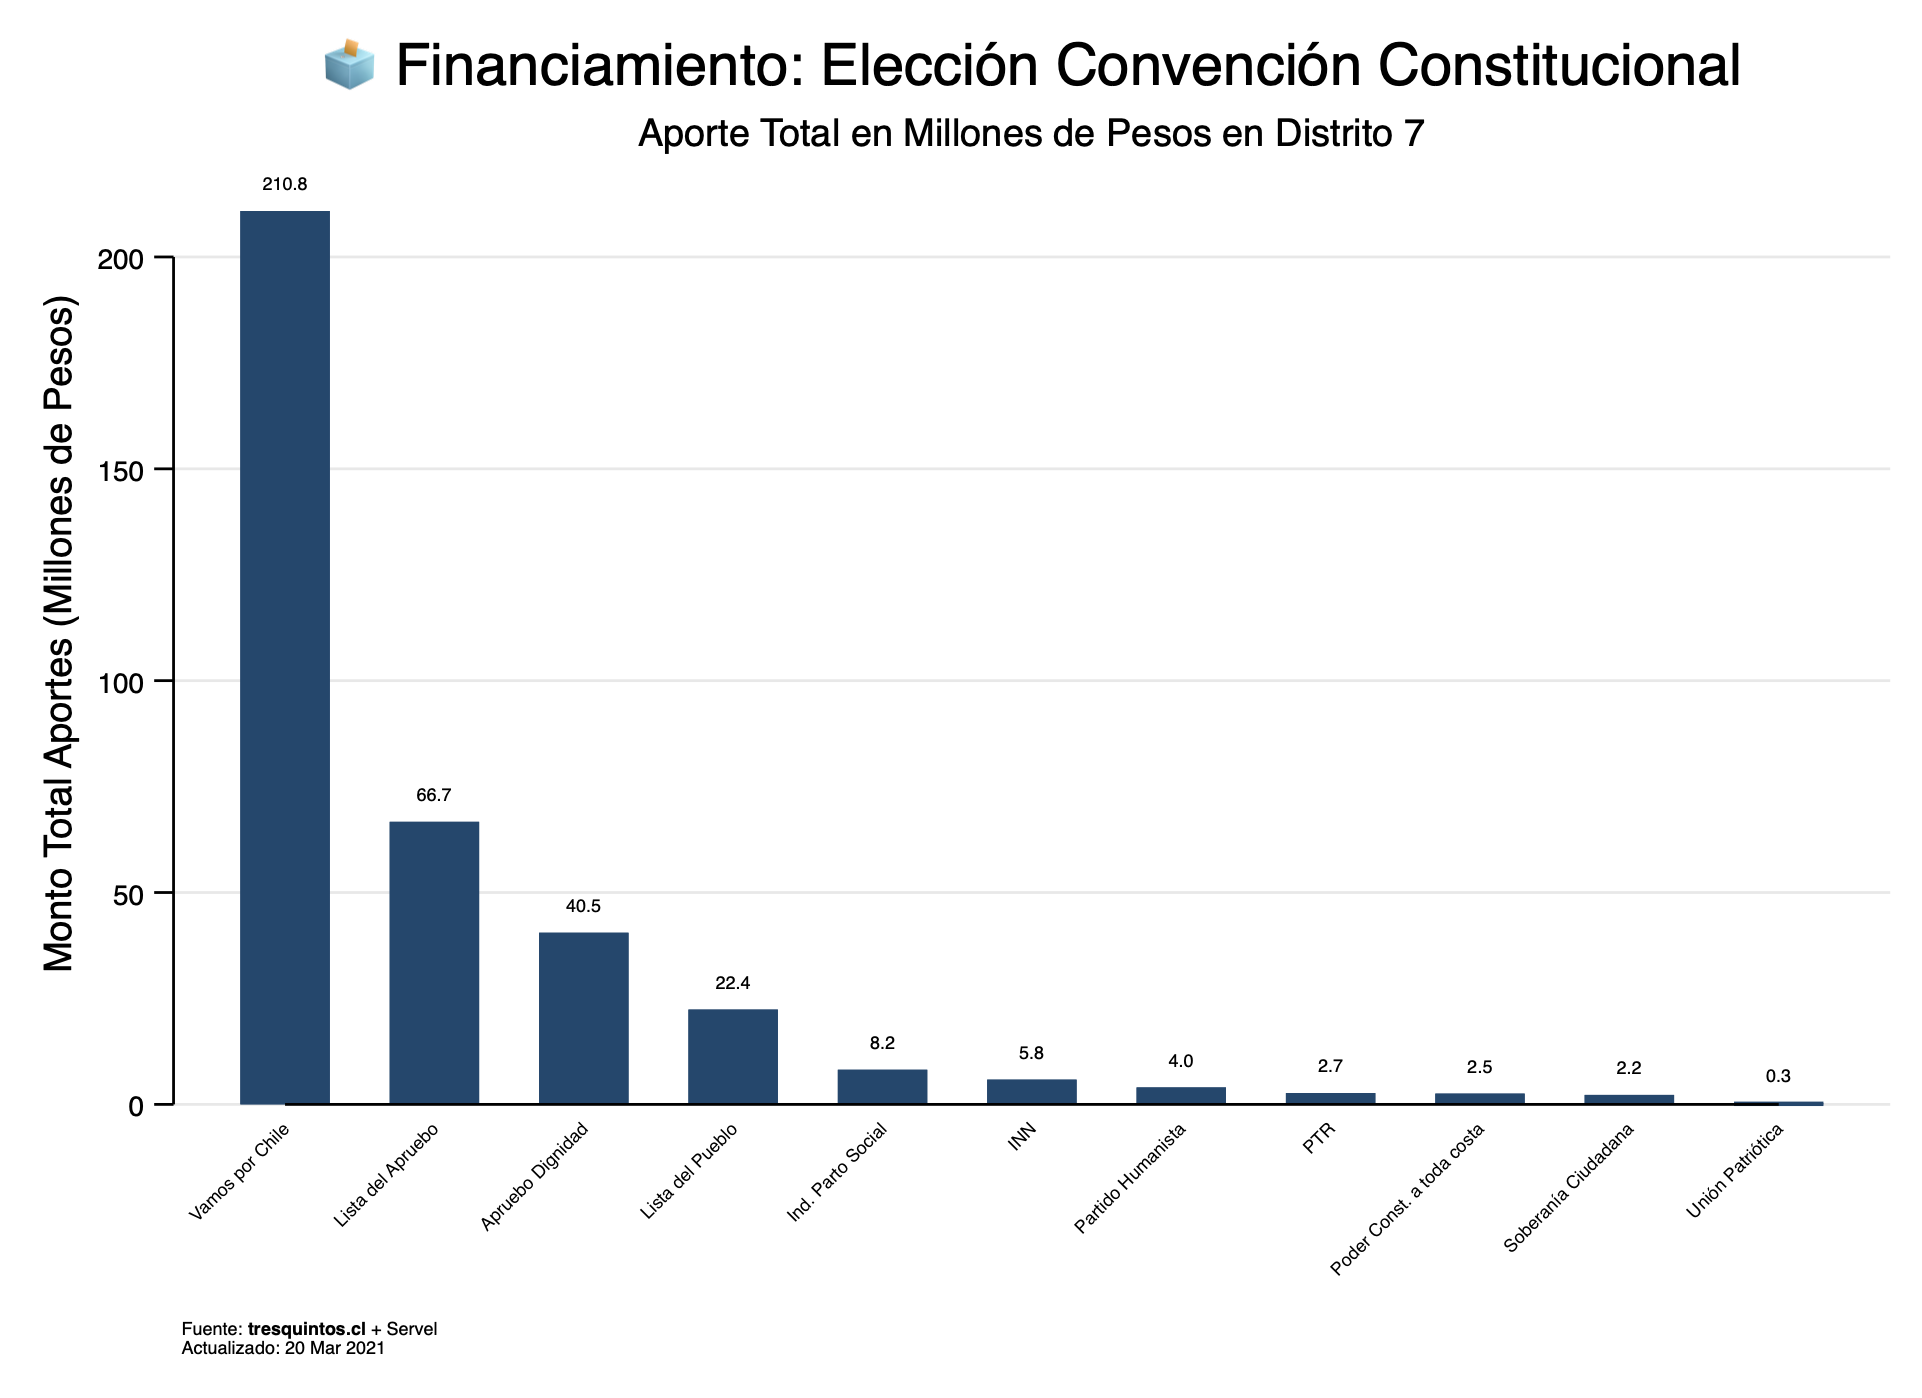 Financiamiento: Elección Convención Constitucional
Aporte Total en Millones de Pesos en Distrito 7
Monto Total Aportes (Millones de Pesos)
200
150
100
50
0
210.8
66.7
40.5
22.4
8.2
5.8
4.0
2.7
2.5
2.2
0.3
Vamos por Chile
Lista del Apruebo
Apruebo Dignidad
Lista del Pueblo
Ind. Parto Social
INN
Partido Humanista
PTR
Poder Const. a toda costa
Soberanía Ciudadana
Unión Patriótica
Fuente: tresquintos.cl + Servel
Actualizado: 20 Mar 2021